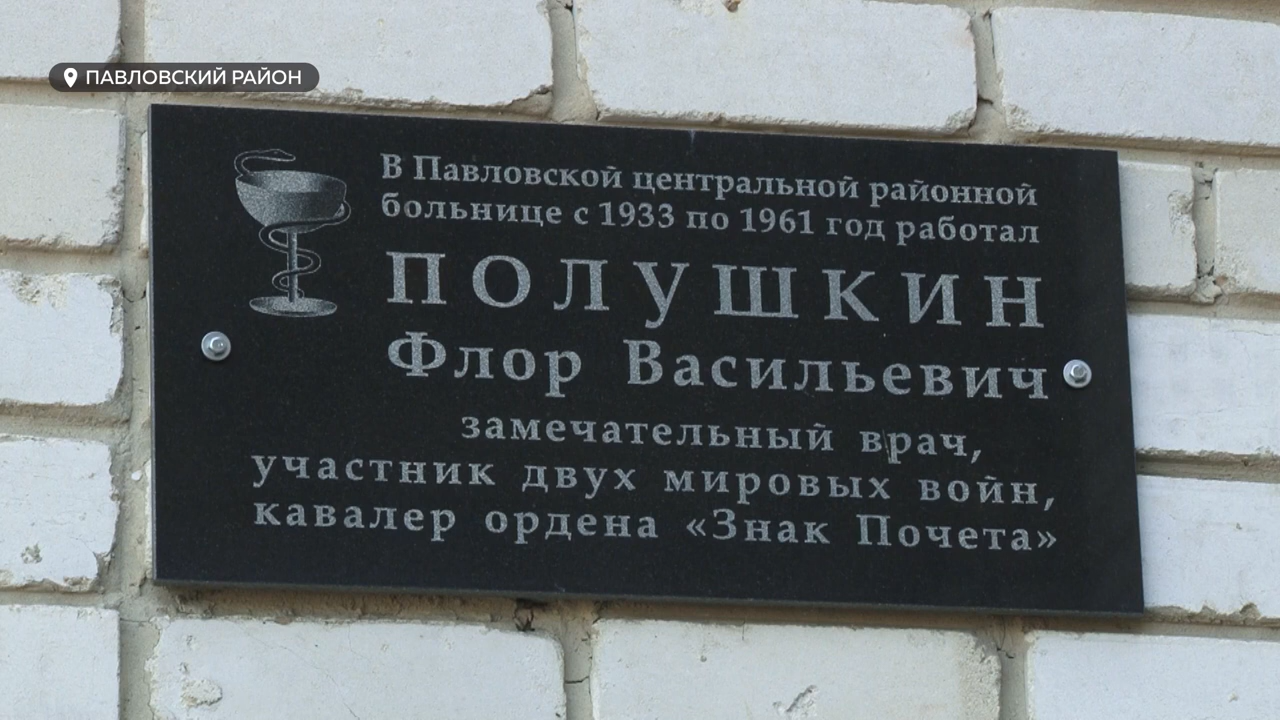 ПАВЛОВСКИЙ РАЙОН
В Павловской центральной районной
больнице с 1933 по 1961 год работал
ПОЛУШКИН
Флор Васильевич
замечательный врач,
участник двух мировых войн,
кавалер ордена «Знак Почета»